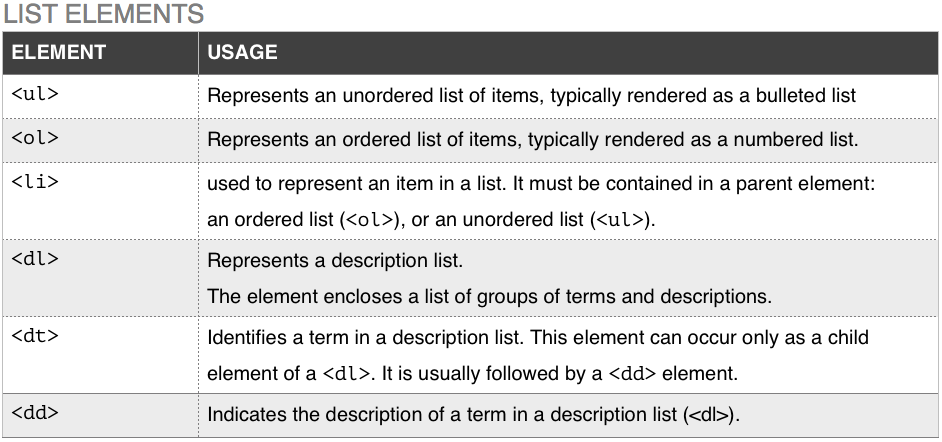 LIST ELEMENTS
ELEMENT USAGE
<ul> Represents an unordered list of items, typically rendered as a bulleted list
<ol> Represents an ordered list of items, typically rendered as a numbered list.
<li> used to represent an item in a list. It must be contained in a parent element:
an ordered list (<ol>), or an unordered list (<ul>).
<dl> Represents a description list.
The element encloses a list of groups of terms and descriptions.
<dt> Identifies a term in a description list. This element can occur only as a child
element of a <dl>. It is usually followed by a <dd> element.
<dd> Indicates the description of a term in a description list (<dl>).